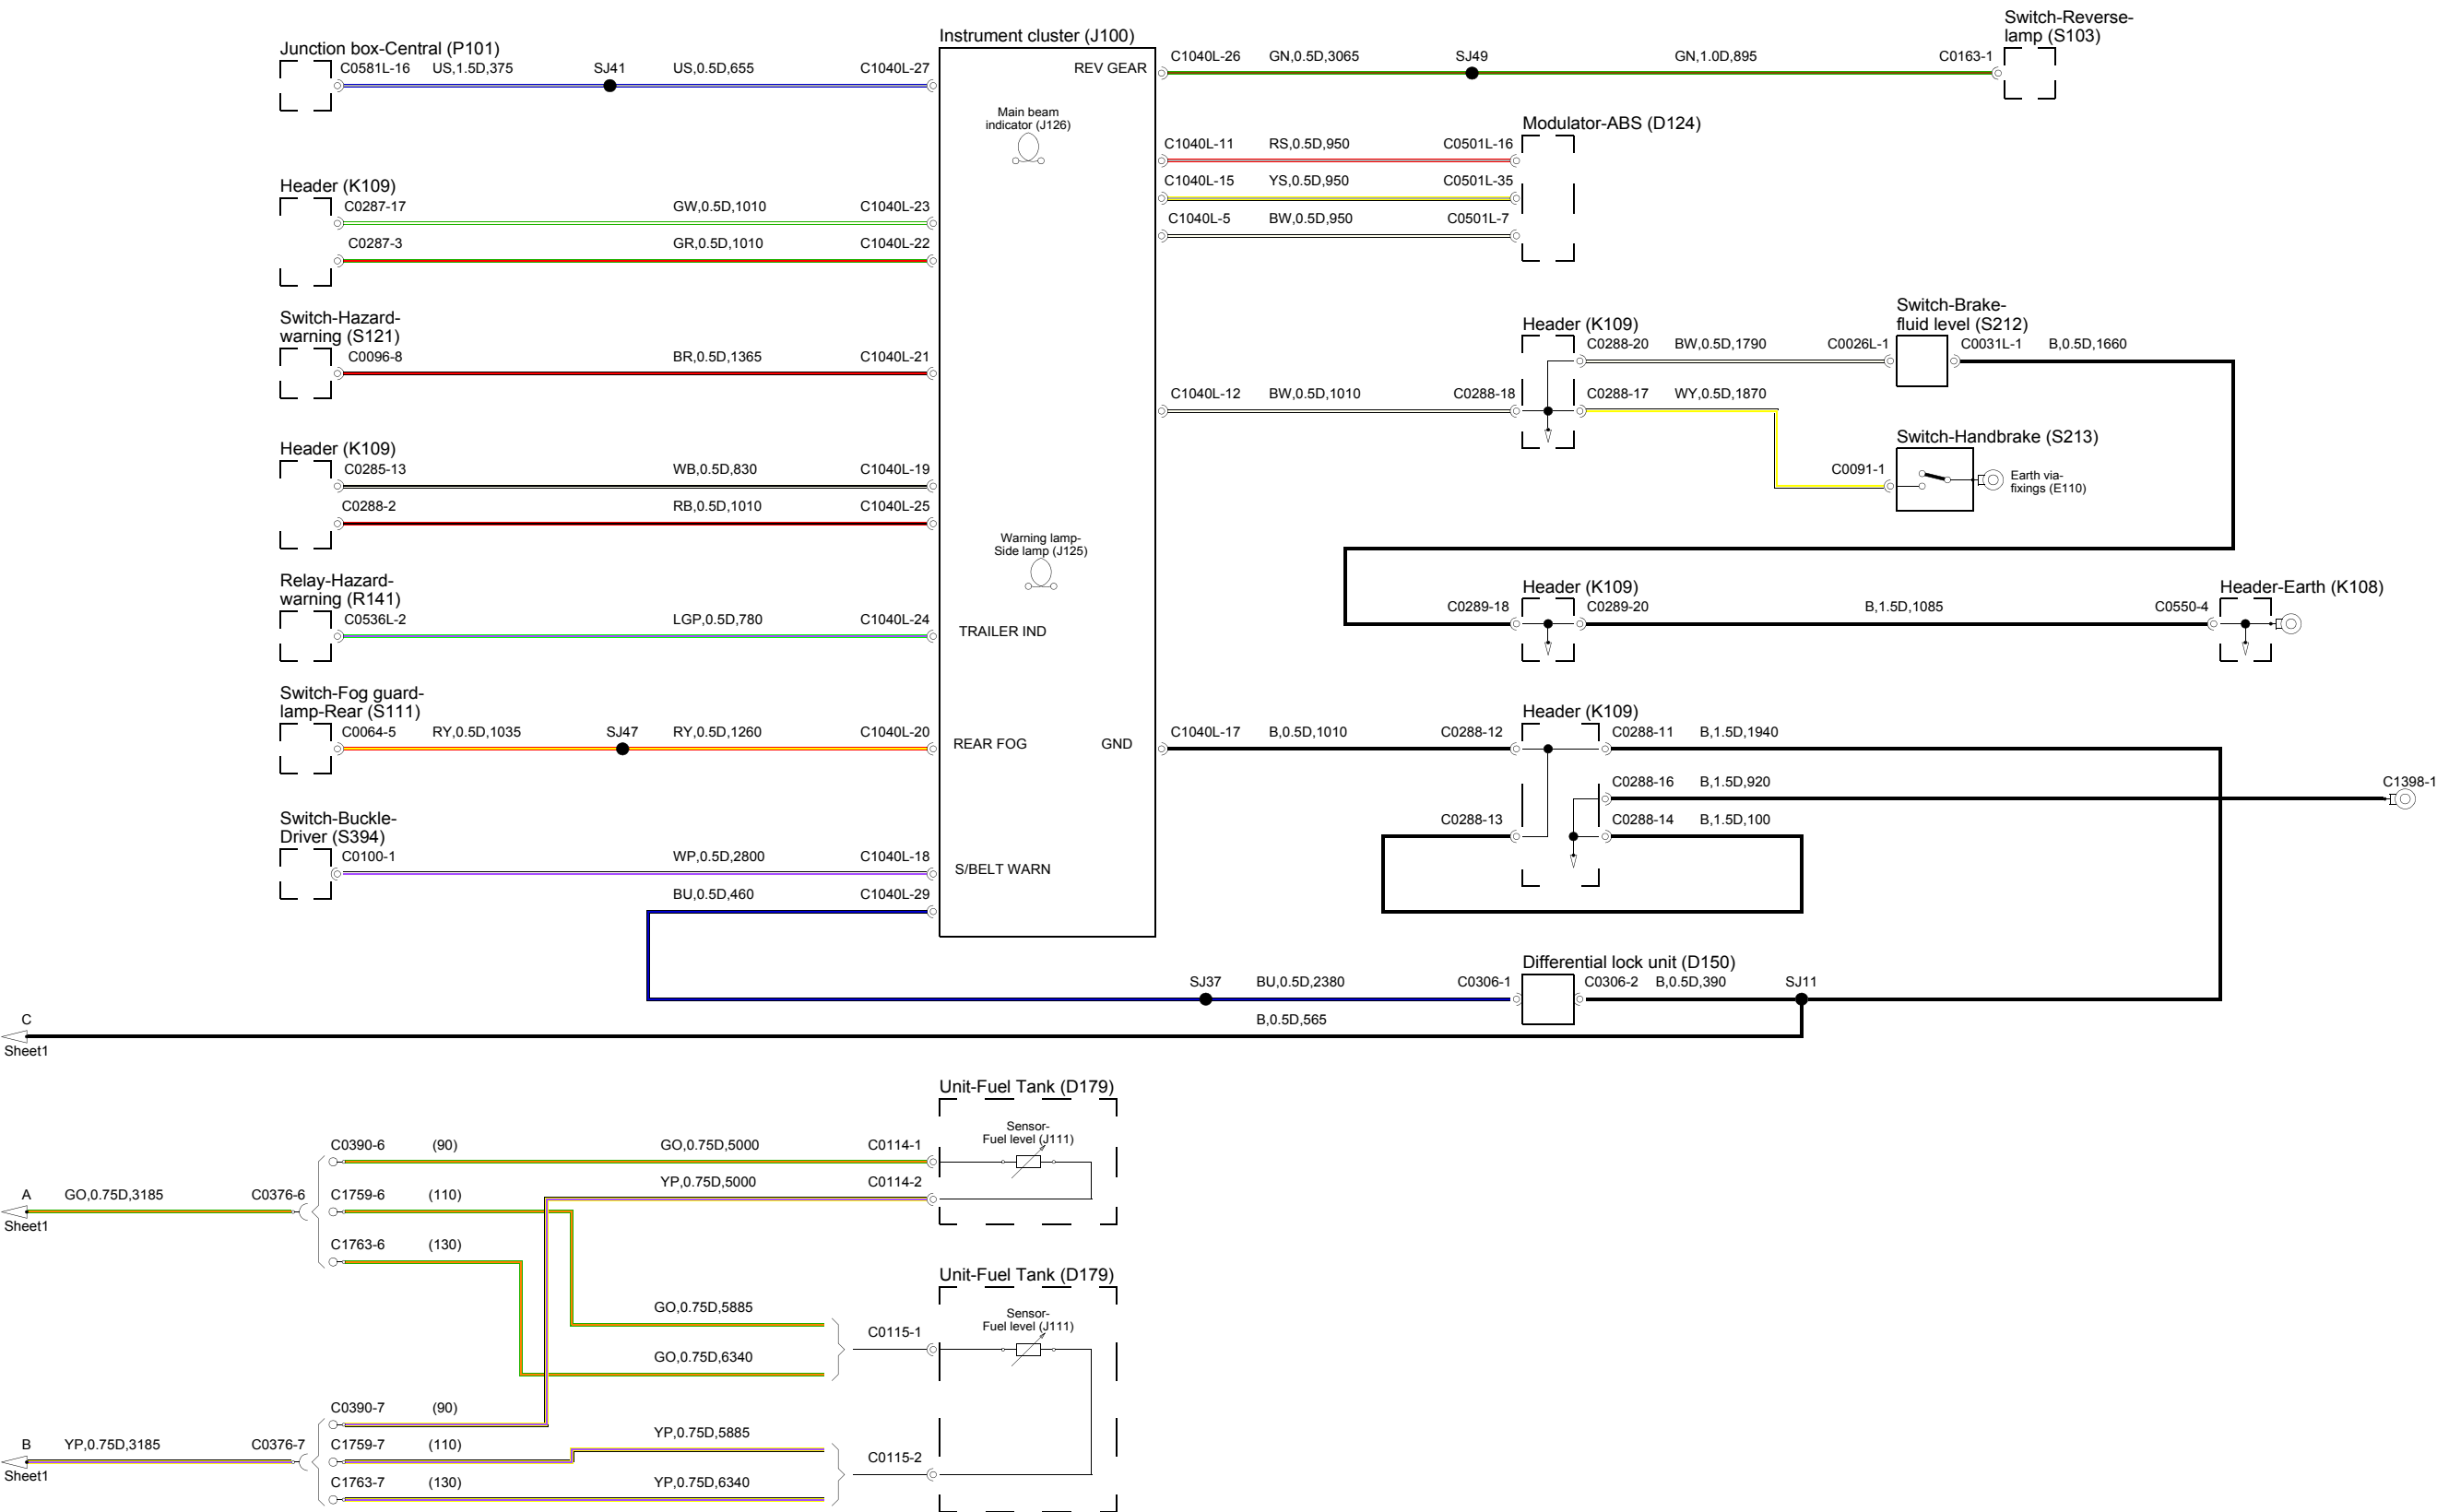 Junction box-Central (P101)
C0581L-16 US,1.5D,375 SJ41 US,0.5D,655 C1040L-27
Header (K109)
C0287-17 GW,0.5D,1010 C1040L-23
C0287-3 GR,0.5D,1010 C1040L-22
Switch-Hazard-
warning (S121)
C0096-8 BR,0.5D,1365 C1040L-21
Header (K109)
C0285-13 WB,0.5D,830 C1040L-19
C0288-2 RB,0.5D,1010 C1040L-25
Relay-Hazard-
warning (R141)
C0536L-2 LGP,0.5D,780 C1040L-24
Switch-Fog guard-
lamp-Rear (S111)
C0064-5 RY,0.5D,1035 SJ47 RY,0.5D,1260 C1040L-20
Switch-Buckle-
Driver (S394)
C0100-1 WP,0.5D,2800 C1040L-18
BU,0.5D,460 C1040L-29
Instrument cluster (J100)
REV GEAR
Main beam
indicator (J126)
Warning lamp-
Side lamp (J125)
TRAILER IND
REAR FOG GND
S/BELT WARN
Switch-Reverse-
lamp (S103)
C1040L-26 GN,0.5D,3065 SJ49 GN,1.0D,895 C0163-1
Modulator-ABS (D124)
C1040L-11 RS,0.5D,950 C0501L-16
C1040L-15 YS,0.5D,950 C0501L-35
C1040L-5 BW,0.5D,950 C0501L-7
Switch-Brake-
fluid level (S212)
Header (K109)
C0288-20 BW,0.5D,1790 C0026L-1 C0031L-1 B,0.5D,1660
C1040L-12 BW,0.5D,1010 C0288-18 C0288-17 WY,0.5D,1870
Switch-Handbrake (S213)
C0091-1
Earth via-
fixings (E110)
Header (K109) Header-Earth (K108)
C0289-18 C0289-20 B,1.5D,1085 C0550-4
Header (K109)
C1040L-17 B,0.5D,1010 C0288-12 C0288-11 B,1.5D,1940
C0288-16 B,1.5D,920 C1398-1
C0288-13 C0288-14 B,1.5D,100
Differential lock unit (D150)
SJ37 BU,0.5D,2380 C0306-1 C0306-2 B,0.5D,390 SJ11
C B,0.5D,565
Sheet1
Unit-Fuel Tank (D179)
Sensor-
Fuel level (J111)
C0390-6 (90) GO,0.75D,5000 C0114-1
YP,0.75D,5000 C0114-2
A GO,0.75D,3185 C0376-6 C1759-6 (110)
Sheet1
C1763-6 (130)
Unit-Fuel Tank (D179)
Sensor-
Fuel level (J111)
GO,0.75D,5885
C0115-1
GO,0.75D,6340
C0390-7 (90)
YP,0.75D,5885
B YP,0.75D,3185 C0376-7 C1759-7 (110)
Sheet1
C0115-2
C1763-7 (130) YP,0.75D,6340